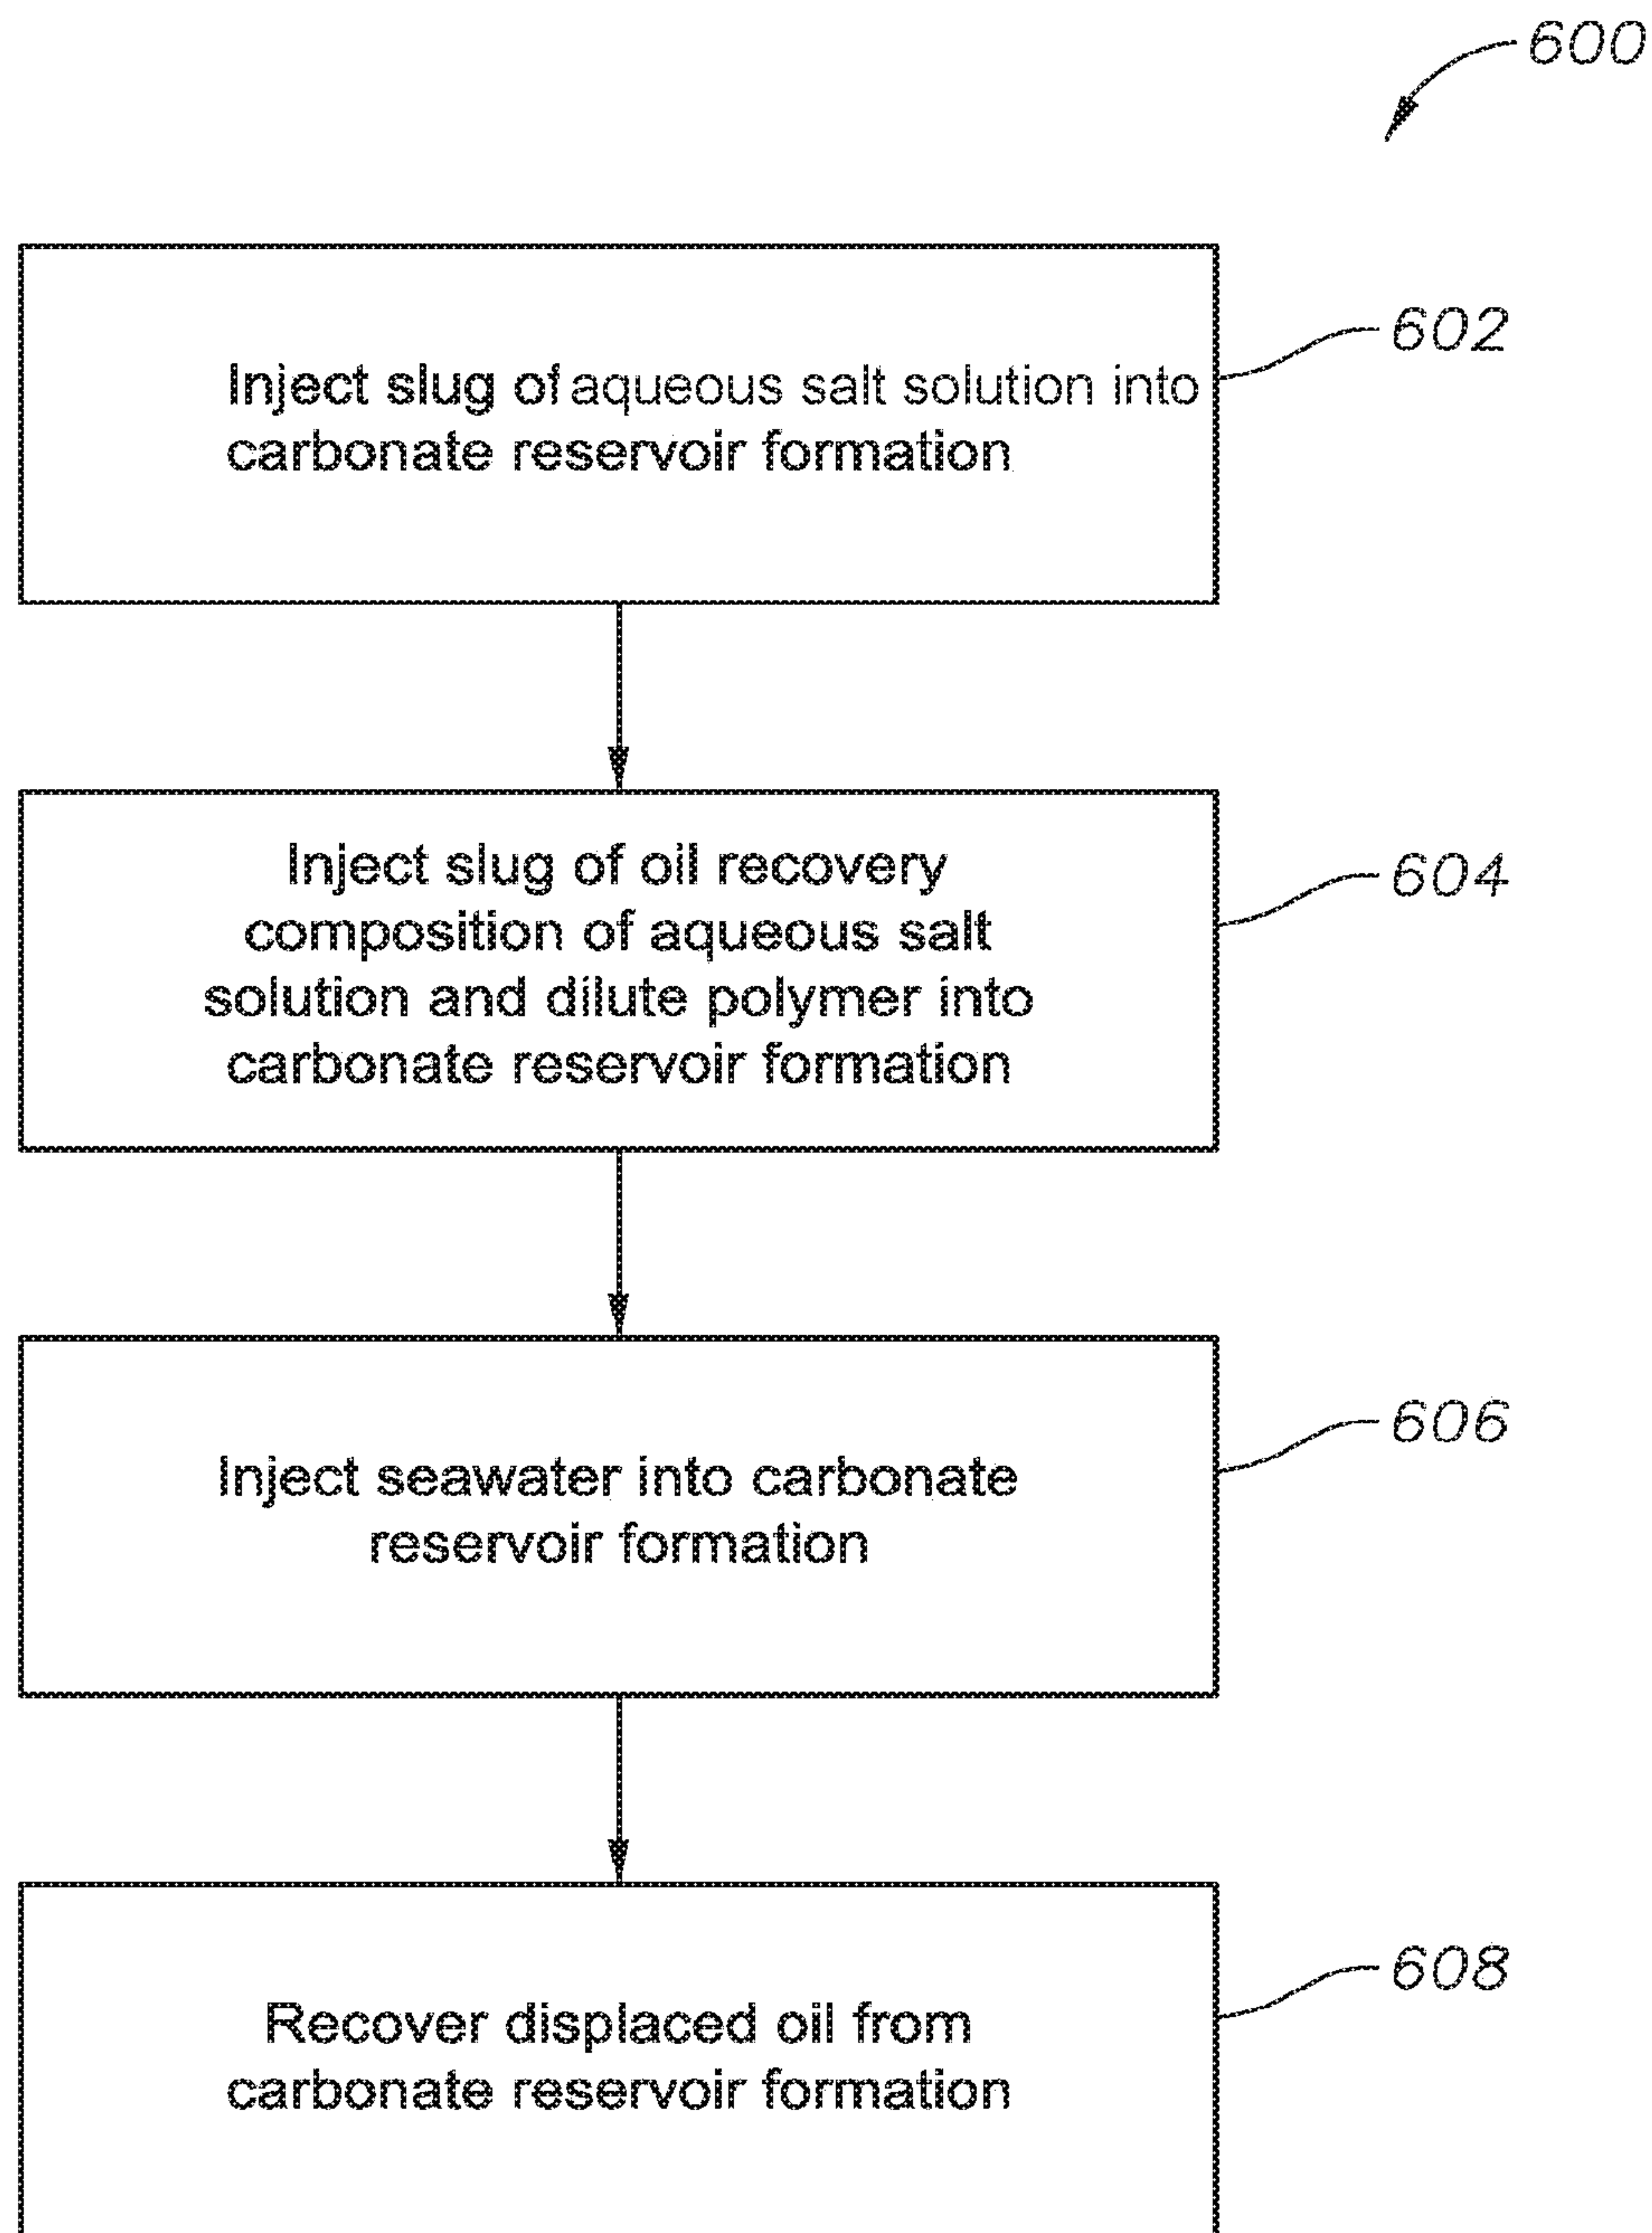 600
Inject slug of aqueous salt solution into
carbonate reservoir formation
602
Inject slug of oil recovery
composition of aqueous salt
solution and dilute polymer into
carbonate reservoir formation
604
Inject seawater into carbonate
reservoir formation
606
Recover displaced oil from
carbonate reservoir formation
608